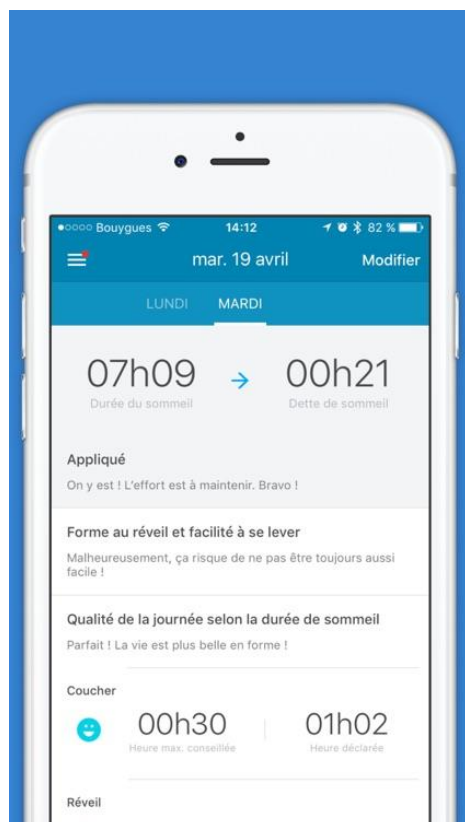 Bouygues 14:12 82 %
mar. 19 avril Modifier
LUNDI MARDI
07h09 → 00h21
Durée du sommeil Dette de sommeil
Appliqué
On y est ! L'effort est à maintenir. Bravo !
Forme au réveil et facilité à se lever
Malheureusement, ça risque de ne pas être toujours aussi
facile !
Qualité de la journée selon la durée de sommeil
Parfait ! La vie est plus belle en forme !
Coucher
00h30 01h02
Heure max. conseillée Heure déclarée
Réveil